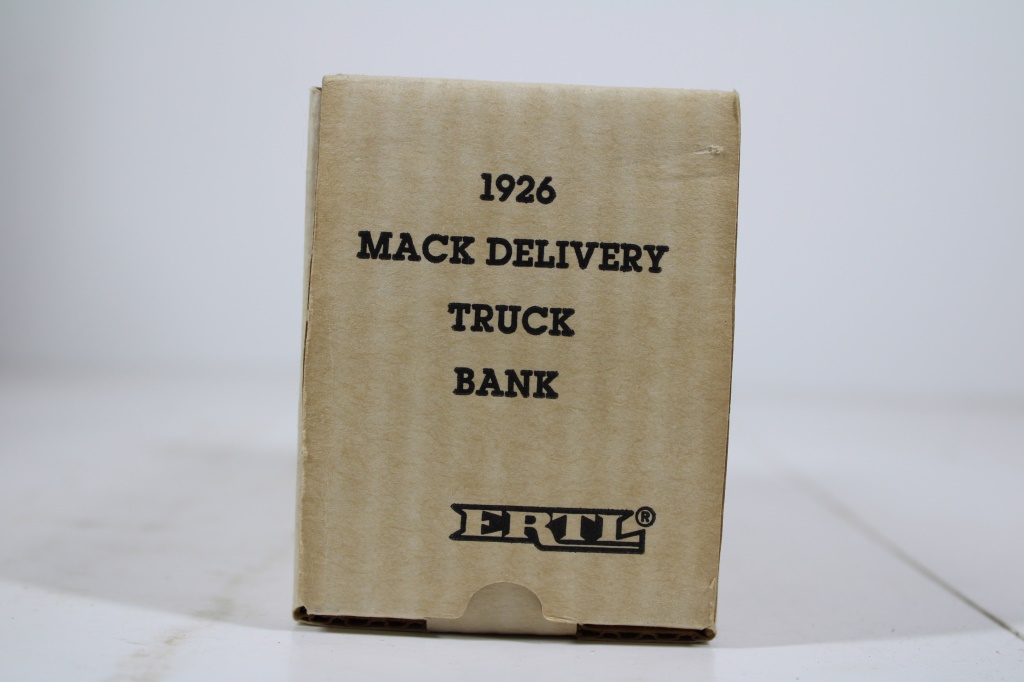 1926
MACK DELIVERY
TRUCK
BANK
ERTL®